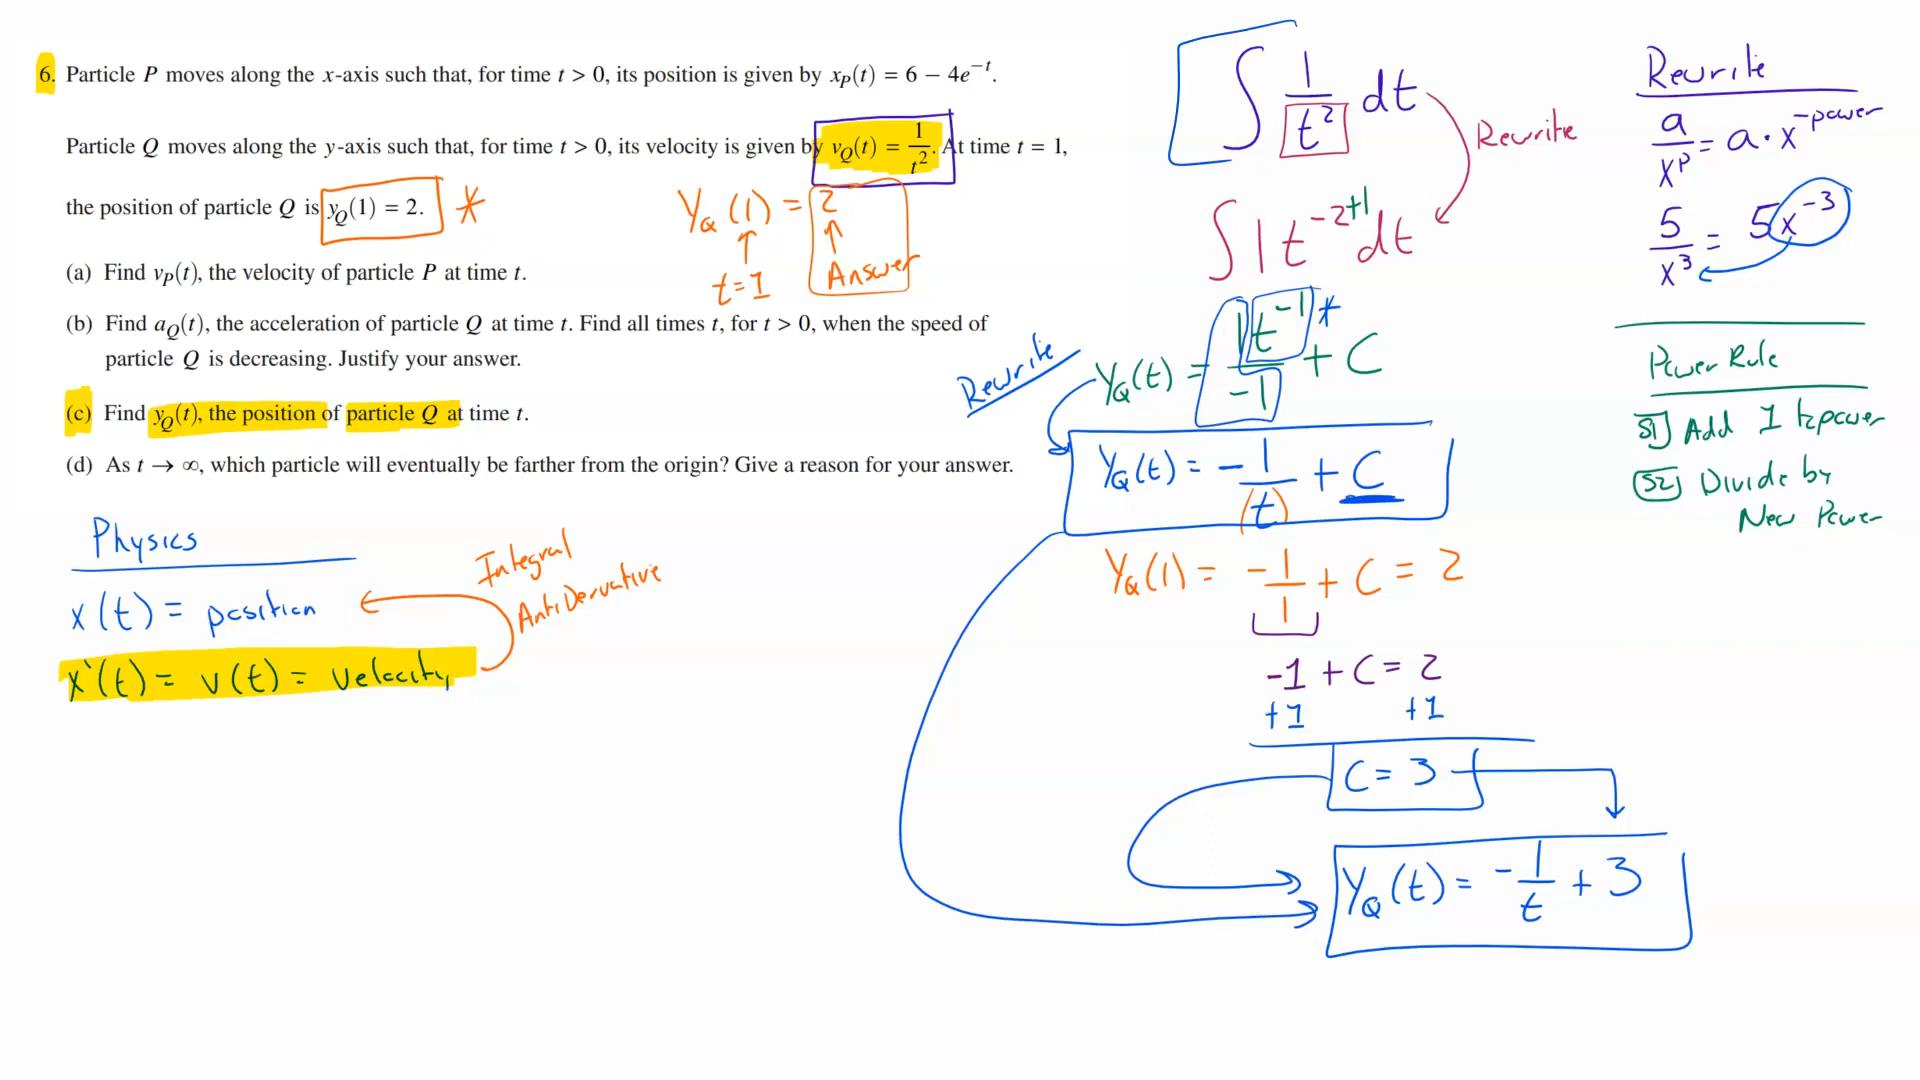 6. Particle P moves along the x-axis such that, for time t > 0, its position is given by x_P(t) = 6 − 4e^{−t}.
Particle Q moves along the y-axis such that, for time t > 0, its velocity is given by v_Q(t) = 1/t^2. At time t = 1,
the position of particle Q is y_Q(1) = 2. *
Y_Q(1) = 2
t=1
Answer
(a) Find v_P(t), the velocity of particle P at time t.
(b) Find a_Q(t), the acceleration of particle Q at time t. Find all times t, for t > 0, when the speed of
particle Q is decreasing. Justify your answer.
(c) Find y_Q(t), the position of particle Q at time t.
(d) As t → ∞, which particle will eventually be farther from the origin? Give a reason for your answer.
Physics
x(t) = position
x'(t) = v(t) = velocity
Integral
AntiDerivative
∫ 1/t^2 dt
Rewrite
∫ 1 t^{-2+1} dt
Rewrite
Y_Q(t) = 1t^{-1}/-1 + C
*
Y_Q(t) = -1/(t) + C
Y_Q(1) = -1/1 + C = 2
-1 + C = 2
+1 +1
C = 3
Y_Q(t) = -1/t + 3
Rewrite
a/x^p = a · x^{-power}
5/x^3 = 5x^{-3}
Power Rule
S1 Add 1 to power
S2 Divide by
New Power